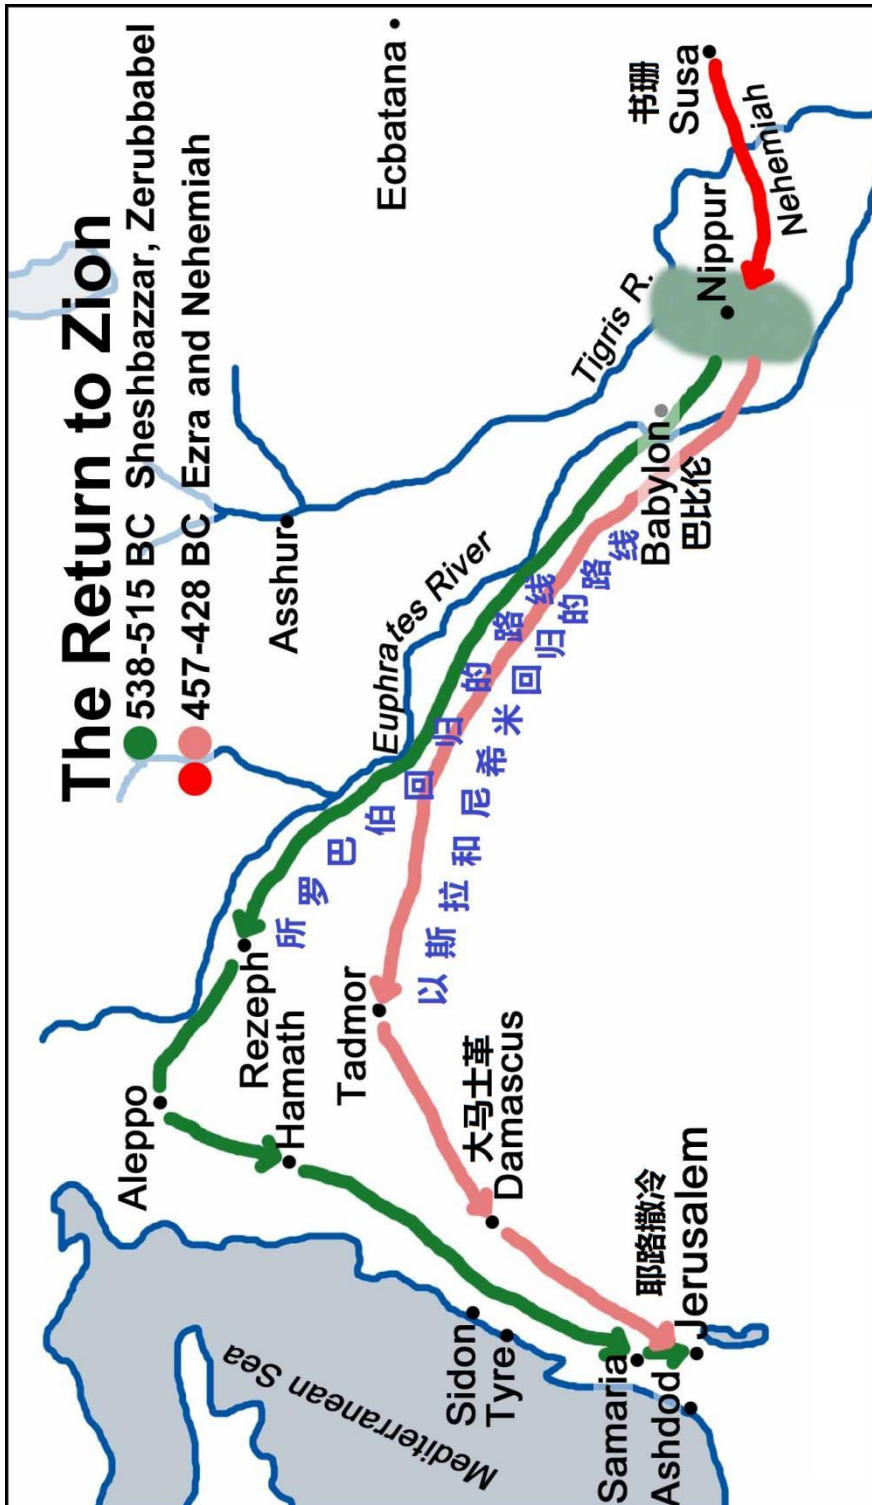 The Return to Zion
538-515 BC Sheshbazzar, Zerubbabel
457-428 BC Ezra and Nehemiah
Ecbatana
Asshur
Tigris R.
Euphrates River
书珊
Susa
Nehemiah
Nippur
Babylon
巴比伦
所罗巴伯回归的路线
以斯拉和尼希米回归的路线
Aleppo
Rezeph
Hamath
Tadmor
大马士革
Damascus
Mediterranean Sea
Sidon
Tyre
Samaria
Ashdod
耶路撒冷
Jerusalem